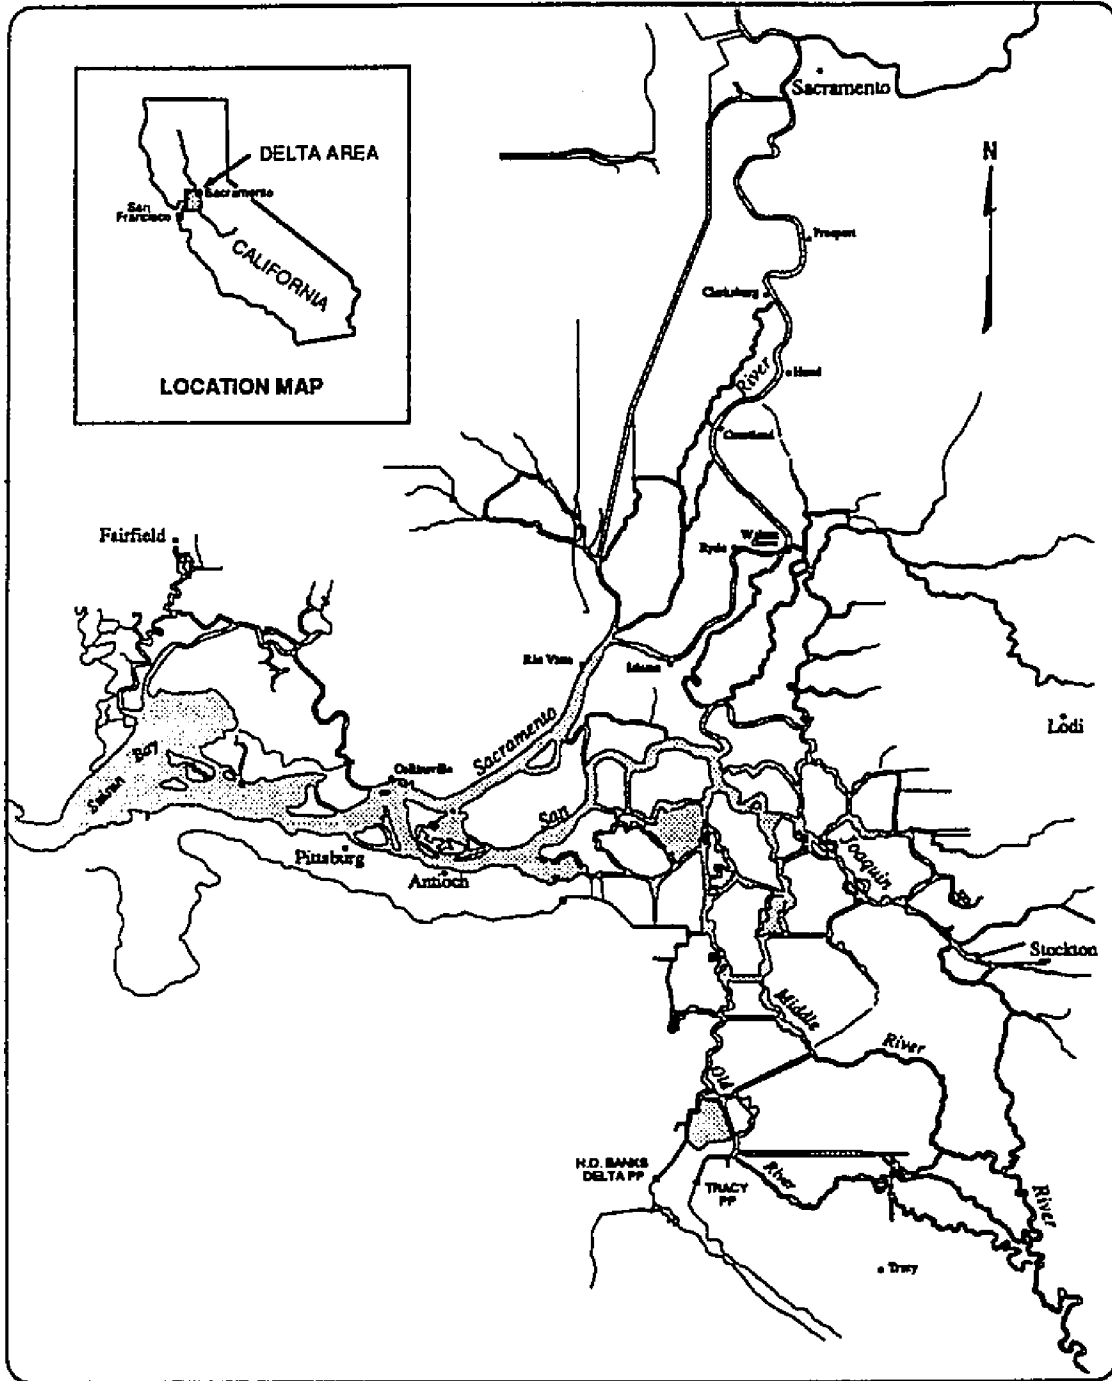 Sacramento
N
DELTA AREA
Sacramento
San
Francisco
CALIFORNIA
LOCATION MAP
Freeport
Clarksburg
River
Hood
Courtland
Fairfield
Ryde
Walnut
Grove
Rio Vista
Isleton
Lodi
Sacramento
Suisun Bay
Collinsville
San
Joaquin
Pittsburg
Antioch
Stockton
Middle
River
Old
H.O. BANKS
DELTA PP
TRACY
PP
River
River
Tracy